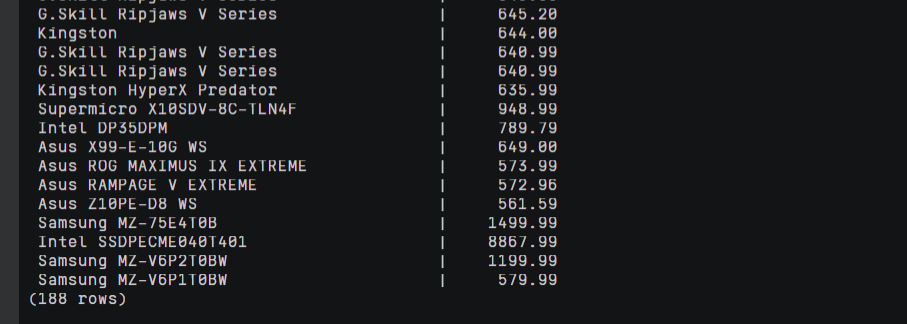 G.Skill Ripjaws V Series | 645.20
Kingston | 644.00
G.Skill Ripjaws V Series | 640.99
G.Skill Ripjaws V Series | 640.99
Kingston HyperX Predator | 635.99
Supermicro X10SDV-8C-TLN4F | 948.99
Intel DP35DPM | 789.79
Asus X99-E-10G WS | 649.00
Asus ROG MAXIMUS IX EXTREME | 573.99
Asus RAMPAGE V EXTREME | 572.96
Asus Z10PE-D8 WS | 561.59
Samsung MZ-75E4T0B | 1499.99
Intel SSDPECME040T401 | 8867.99
Samsung MZ-V6P2T0BW | 1199.99
Samsung MZ-V6P1T0BW | 579.99
(188 rows)